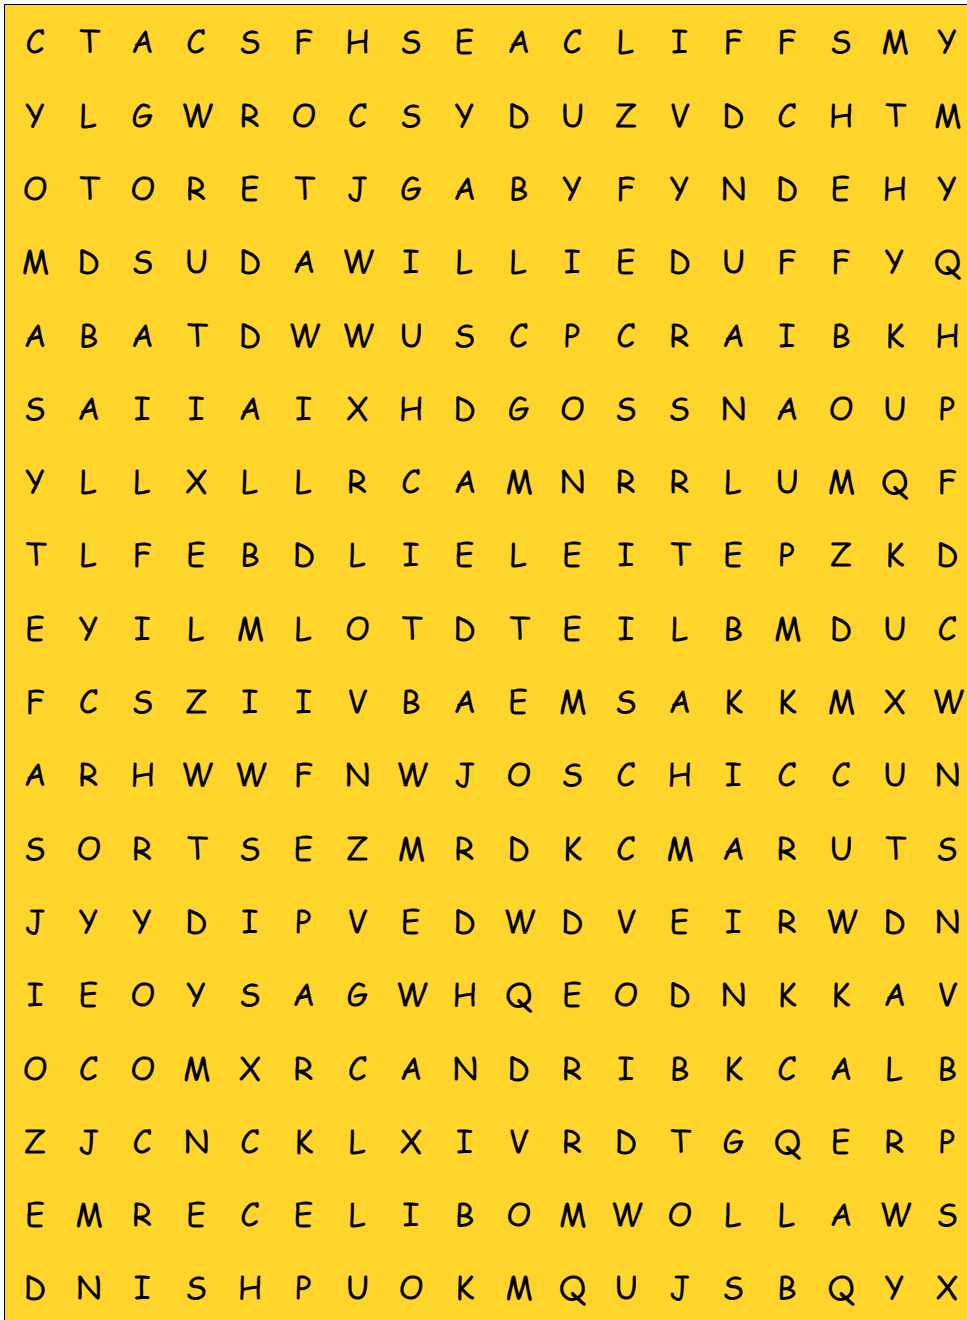 C T A C S F H S E A C L I F F S M Y
Y L G W R O C S Y D U Z V D C H T M
O T O R E T J G A B Y F Y N D E H Y
M D S U D A W I L L I E D U F F Y Q
A B A T D W W U S C P C R A I B K H
S A I I A I X H D G O S S N A O U P
Y L L X L L R C A M N R R L U M Q F
T L F E B D L I E L E I T E P Z K D
E Y I L M L O T D T E I L B M D U C
F C S Z I I V B A E M S A K K M X W
A R H W W F N W J O S C H I C C U N
S O R T S E Z M R D K C M A R U T S
J Y Y D I P V E D W D V E I R W D N
I E O Y S A G W H Q E O D N K K A V
O C O M X R C A N D R I B K C A L B
Z J C N C K L X I V R D T G Q E R P
E M R E C E L I B O M W O L L A W S
D N I S H P U O K M Q U J S B Q Y X